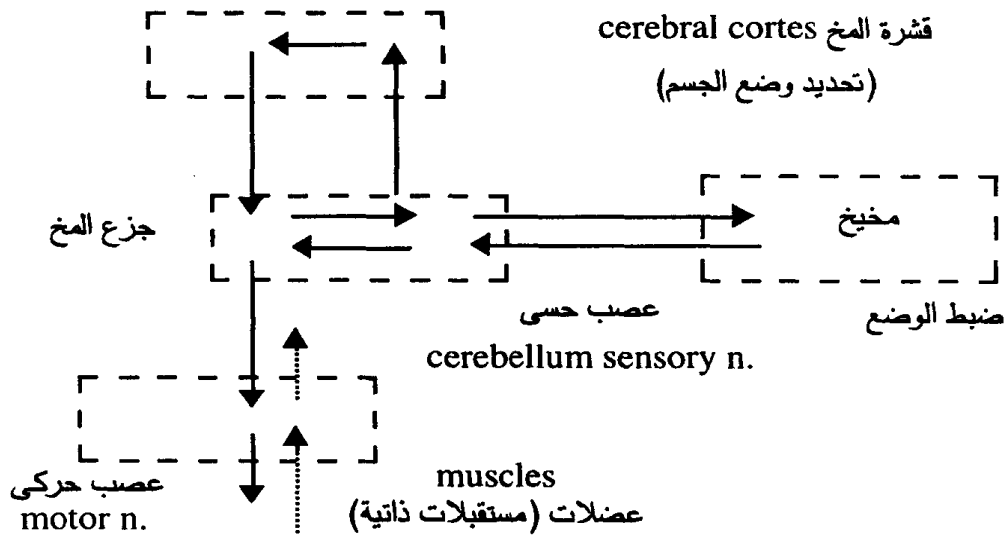 قشرة المخ cerebral cortes
(تحديد وضع الجسم)
جزع المخ
مخيخ
عصب حسى
ضبط الوضع
cerebellum sensory n.
عصب حركى
motor n.
muscles
عضلات (مستقبلات ذاتية)